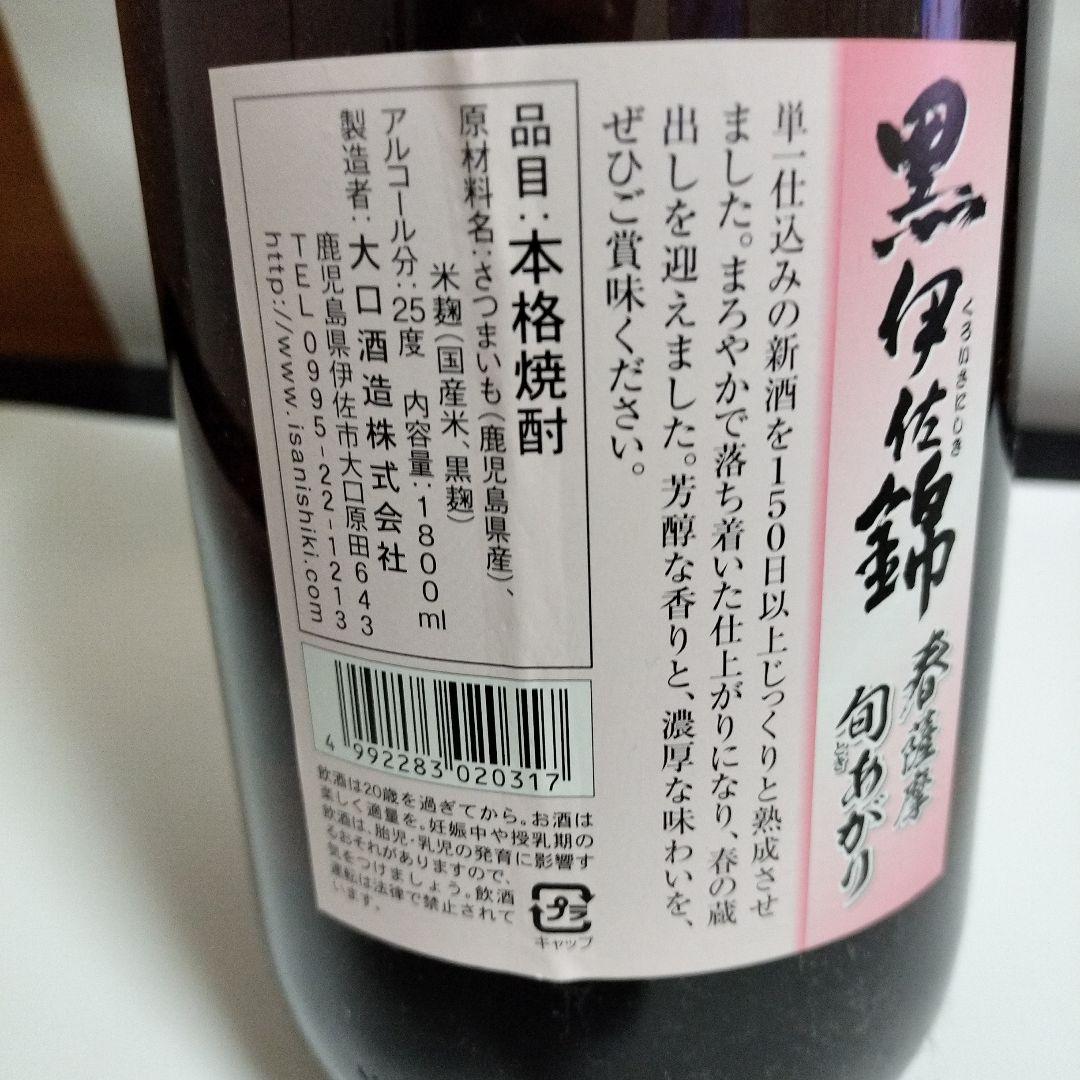 黒伊佐錦
くろいさにしき
春薩摩
旬あがり
とき
単一仕込みの新酒を150日以上じっくりと熟成させ
ました。まろやかで落ち着いた仕上がりになり、春の蔵
出しを迎えました。芳醇な香りと、濃厚な味わいを、
ぜひご賞味ください。
品目：本格焼酎
原材料名：さつまいも（鹿児島県産）、
米麹（国産米、黒麹）
アルコール分：25度　内容量：1800ml
製造者：大口酒造株式会社
鹿児島県伊佐市大口原田643
TEL 0995-22-1213
http://www.isanishiki.com
4 992283 020317
飲酒は20歳を過ぎてから。お酒は
楽しく適量を。妊娠中や授乳期の
飲酒は、胎児・乳児の発育に影響す
るおそれがありますので、
気をつけましょう。飲酒
運転は法律で禁止されて
います。
プラ
キャップ